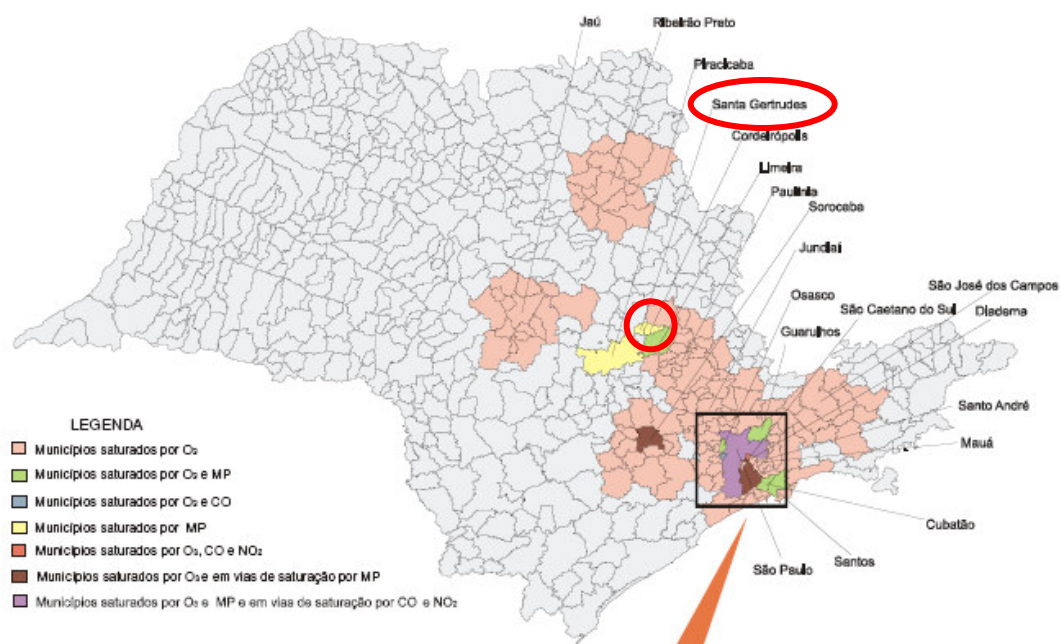 Jaú
Ribeirão Preto
Piracicaba
Santa Gertrudes
Cordeirópolis
Limeira
Paulínia
Sorocaba
Jundiaí
Osasco
São José dos Campos
São Caetano do Sul
Diadema
Guarulhos
Santo André
Mauá
Cubatão
Santos
São Paulo
LEGENDA
Municípios saturados por O₃
Municípios saturados por O₃ e MP
Municípios saturados por O₃ e CO
Municípios saturados por MP
Municípios saturados por O₃, CO e NO₂
Municípios saturados por O₃ e em vias de saturação por MP
Municípios saturados por O₃ e MP e em vias de saturação por CO e NO₂